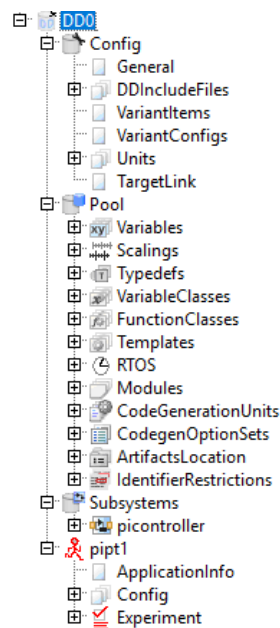 DD0
Config
General
DDIncludeFiles
VariantItems
VariantConfigs
Units
TargetLink
Pool
Variables
Scalings
Typedefs
VariableClasses
FunctionClasses
Templates
RTOS
Modules
CodeGenerationUnits
CodegenOptionSets
ArtifactsLocation
IdentifierRestrictions
Subsystems
picontroller
pipt1
ApplicationInfo
Config
Experiment